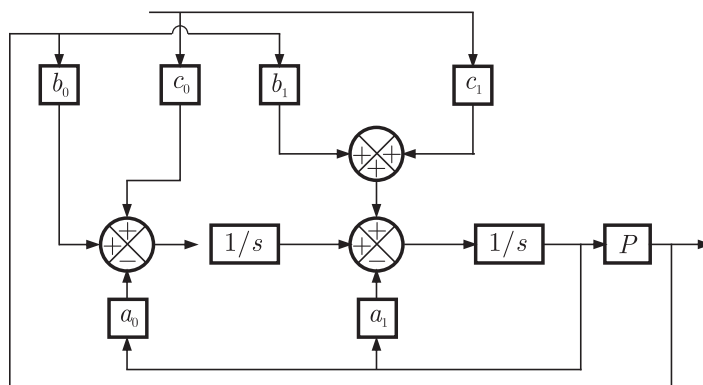 b₀ c₀ b₁ c₁
+ + +
+ + − 1/s + − 1/s P
a₀ a₁